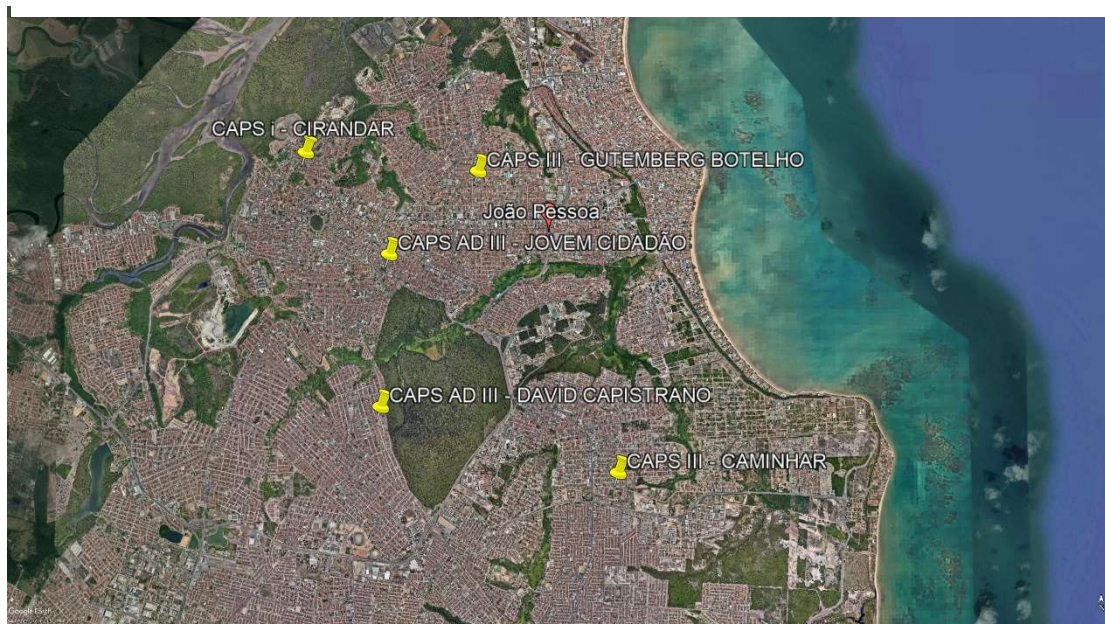 CAPS i - CIRANDAR
CAPS III - GUTEMBERG BOTELHO
João Pessoa
CAPS AD III - JOVEM CIDADÃO
CAPS AD III - DAVID CAPISTRANO
CAPS III - CAMINHAR
Google Earth